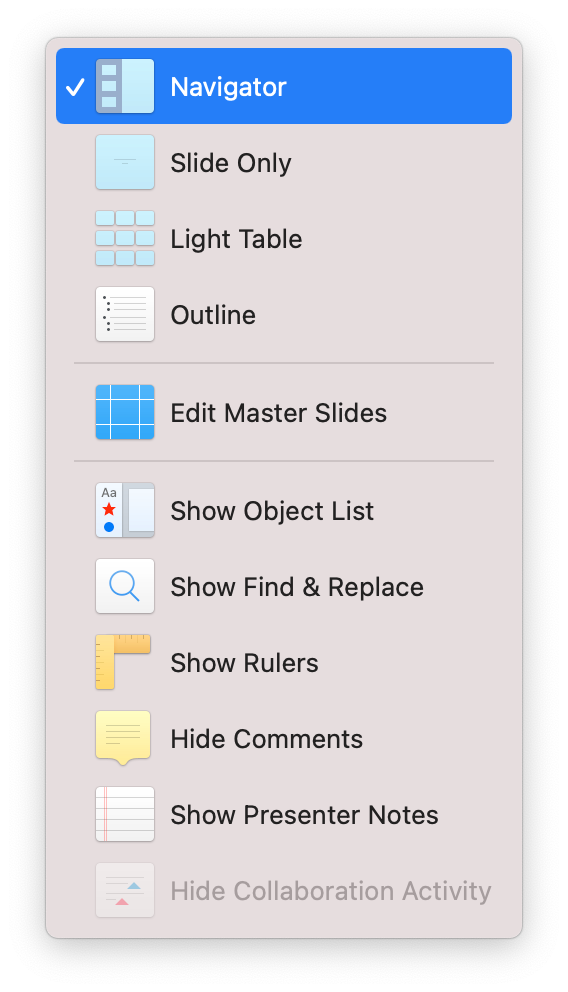 Navigator
Slide Only
Light Table
Outline
Edit Master Slides
Aa
Show Object List
Show Find & Replace
Show Rulers
Hide Comments
Show Presenter Notes
Hide Collaboration Activity